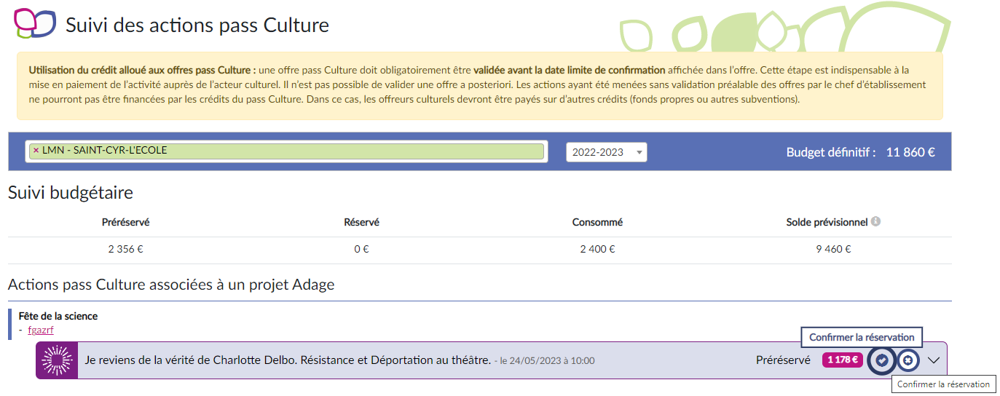 Suivi des actions pass Culture
Utilisation du crédit alloué aux offres pass Culture : une offre pass Culture doit obligatoirement être validée avant la date limite de confirmation affichée dans l'offre. Cette étape est indispensable à la
mise en paiement de l'activité auprès de l'acteur culturel. Il n'est pas possible de valider une offre a posteriori. Les actions ayant été menées sans validation préalable des offres par le chef d'établissement
ne pourront pas être financées par les crédits du pass Culture. Dans ce cas, les offreurs culturels devront être payés sur d'autres crédits (fonds propres ou autres subventions).
× LMN - SAINT-CYR-L'ECOLE 2022-2023 Budget définitif : 11 860 €
Suivi budgétaire
Préréservé Réservé Consommé Solde prévisionnel
2 356 € 0 € 2 400 € 9 460 €
Actions pass Culture associées à un projet Adage
Fête de la science
- fgazrf
Confirmer la réservation
Je reviens de la vérité de Charlotte Delbo. Résistance et Déportation au théâtre. - le 24/05/2023 à 10:00 Préréservé 1 178 €
Confirmer la réservation